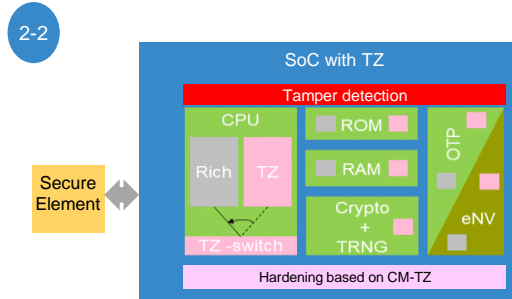 2-2
SoC with TZ
Tamper detection
CPU
Rich
TZ
TZ -switch
ROM
RAM
Crypto
+
TRNG
OTP
eNV
Secure
Element
Hardening based on CM-TZ